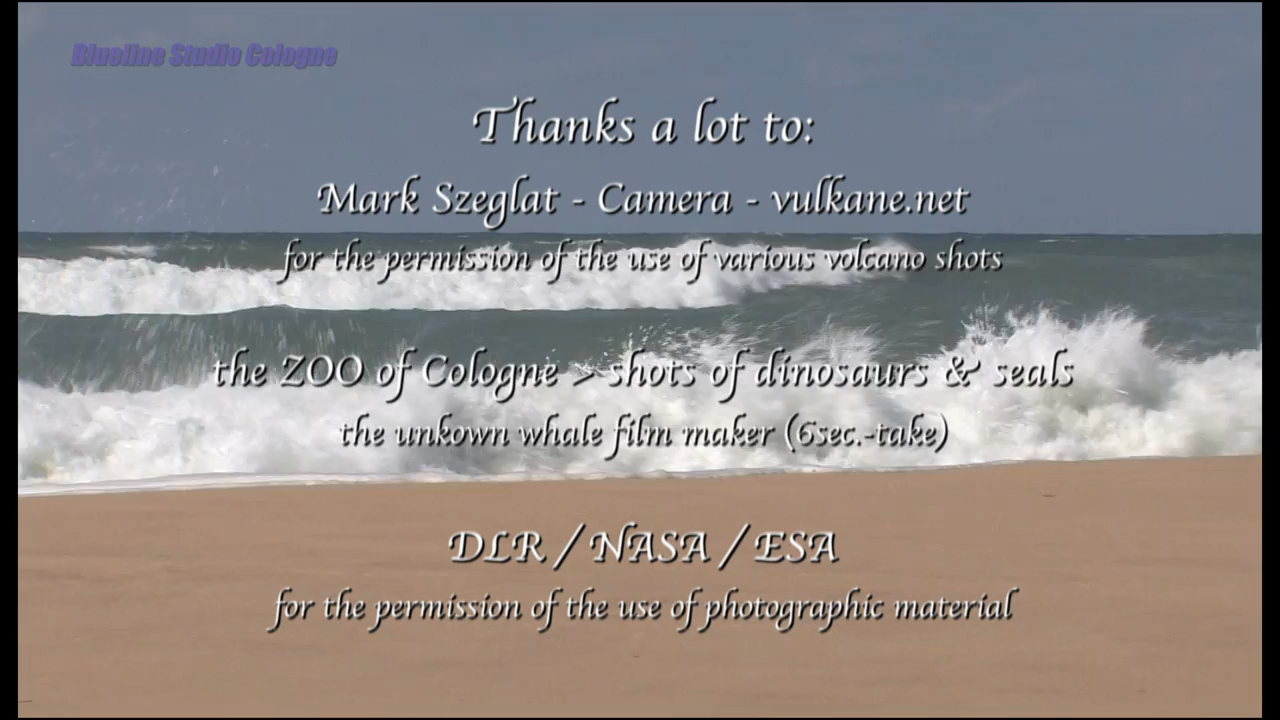 Blueline Studio Cologne
Thanks a lot to:
Mark Szeglat - Camera - vulkane.net
for the permission of the use of various volcano shots
the ZOO of Cologne > shots of dinosaurs & seals
the unkown whale film maker (6sec.-take)
DLR / NASA / ESA
for the permission of the use of photographic material